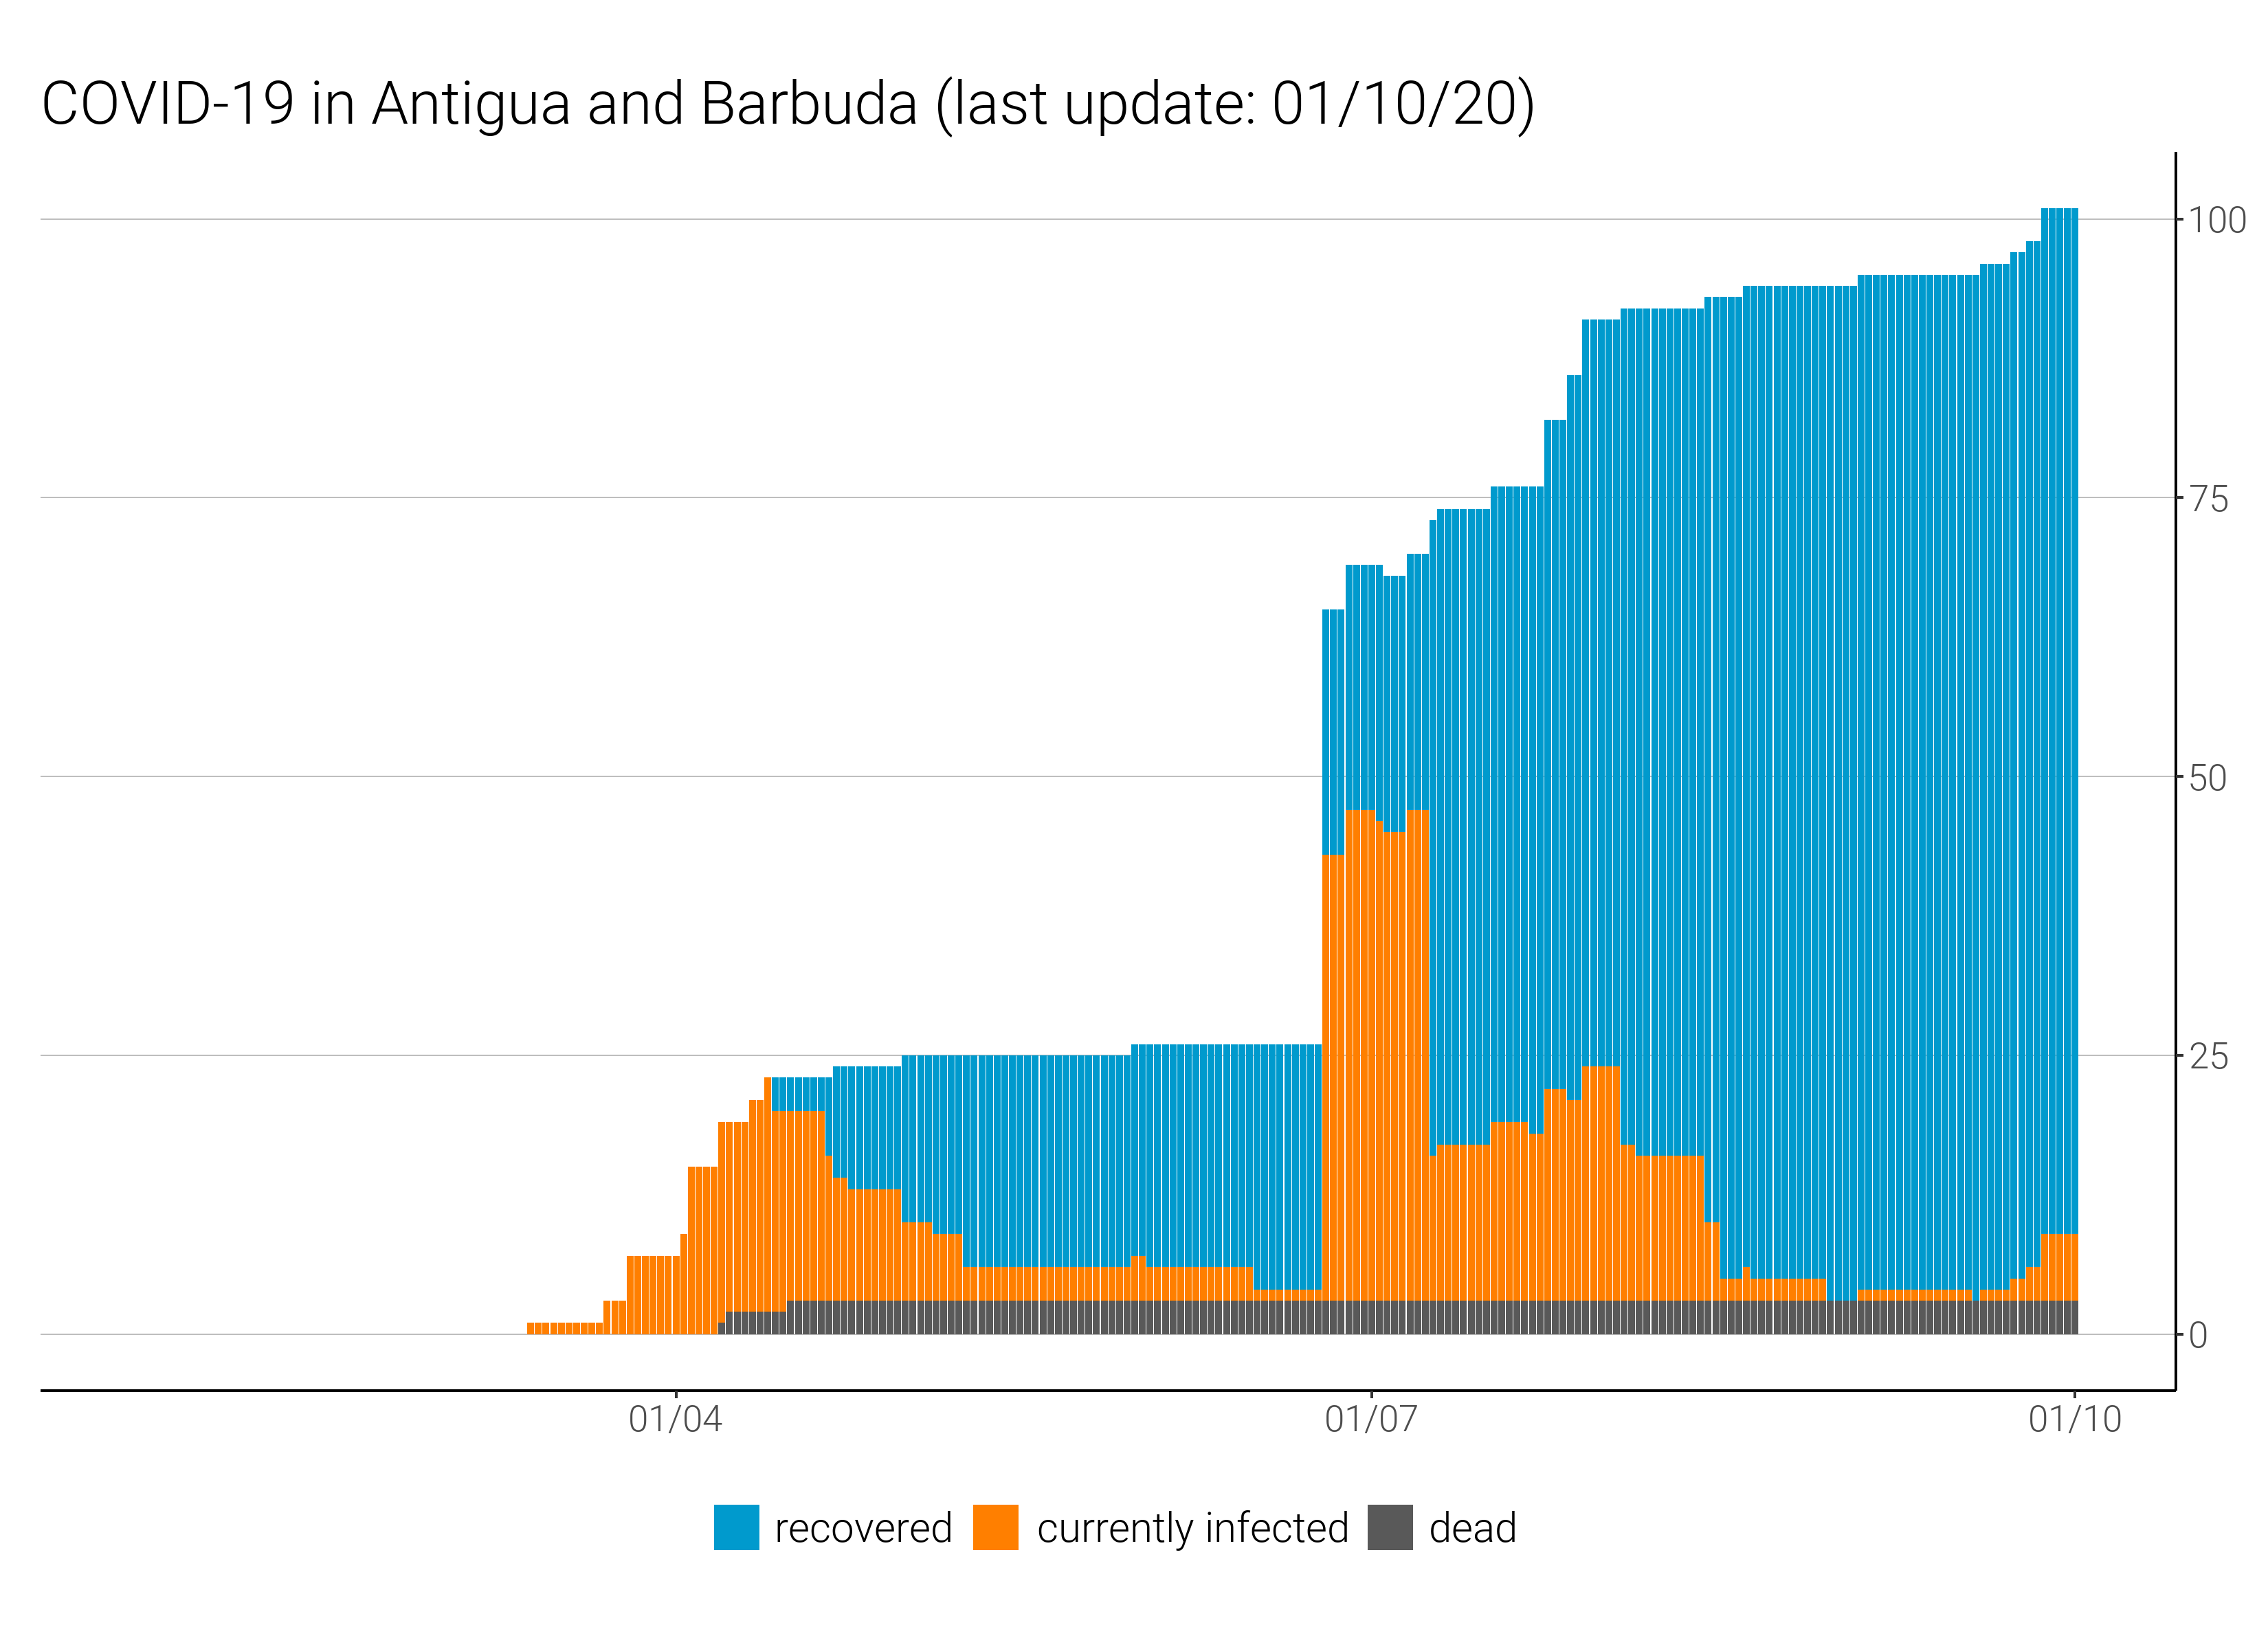 COVID-19 in Antigua and Barbuda (last update: 01/10/20)
100
75
50
25
0
01/04 01/07 01/10
recovered currently infected dead